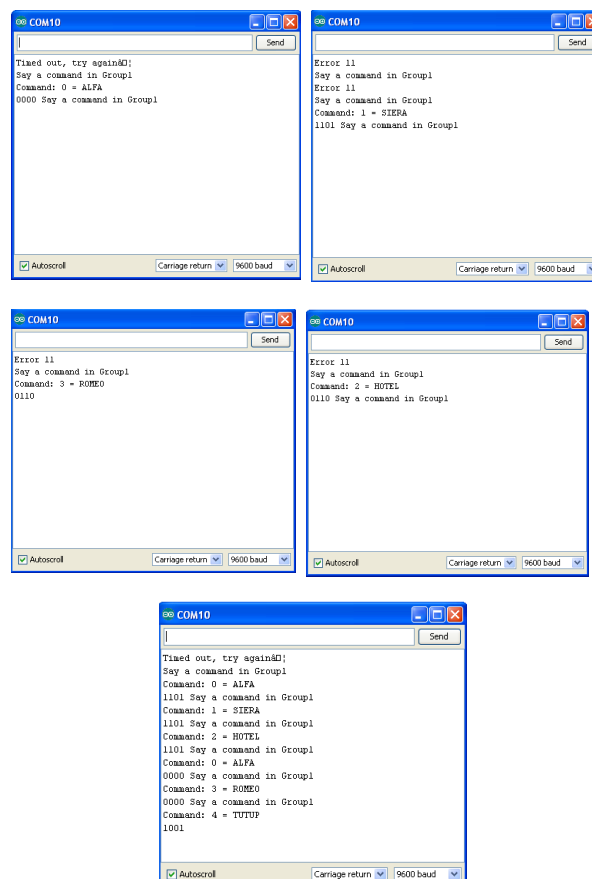 COM10
Send
Timed out, try againâ□¦
Say a command in Group1
Command: 0 = ALFA
0000 Say a command in Group1
Autoscroll
Carriage return
9600 baud
COM10
Send
Error 11
Say a command in Group1
Error 11
Say a command in Group1
Command: 1 = SIERA
1101 Say a command in Group1
Autoscroll
Carriage return
9600 baud
COM10
Send
Error 11
Say a command in Group1
Command: 3 = ROMEO
0110
Autoscroll
Carriage return
9600 baud
COM10
Send
Error 11
Say a command in Group1
Command: 2 = HOTEL
0110 Say a command in Group1
Autoscroll
Carriage return
9600 baud
COM10
Send
Timed out, try againâ□¦
Say a command in Group1
Command: 0 = ALFA
1101 Say a command in Group1
Command: 1 = SIERA
1101 Say a command in Group1
Command: 2 = HOTEL
1101 Say a command in Group1
Command: 0 = ALFA
0000 Say a command in Group1
Command: 3 = ROMEO
0000 Say a command in Group1
Command: 4 = TUTUP
1001
Autoscroll
Carriage return
9600 baud